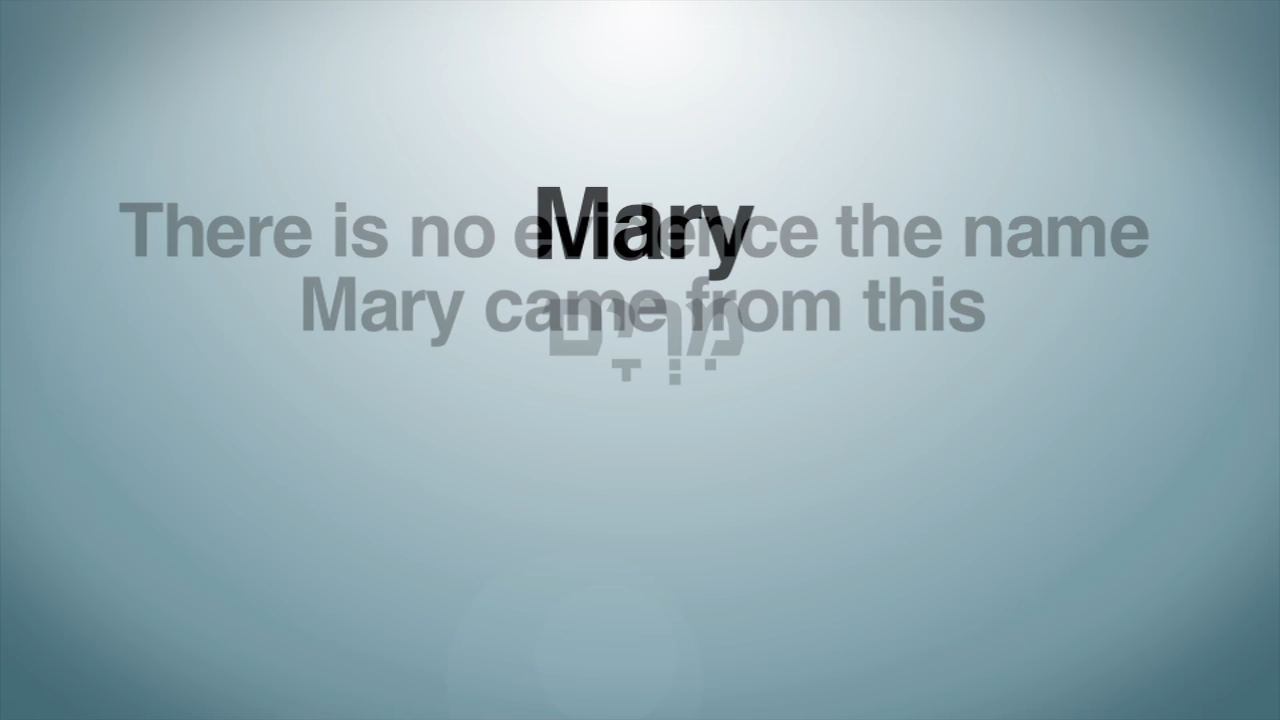 Mary
There is no evidence the name
Mary came from this
מִרְיָם